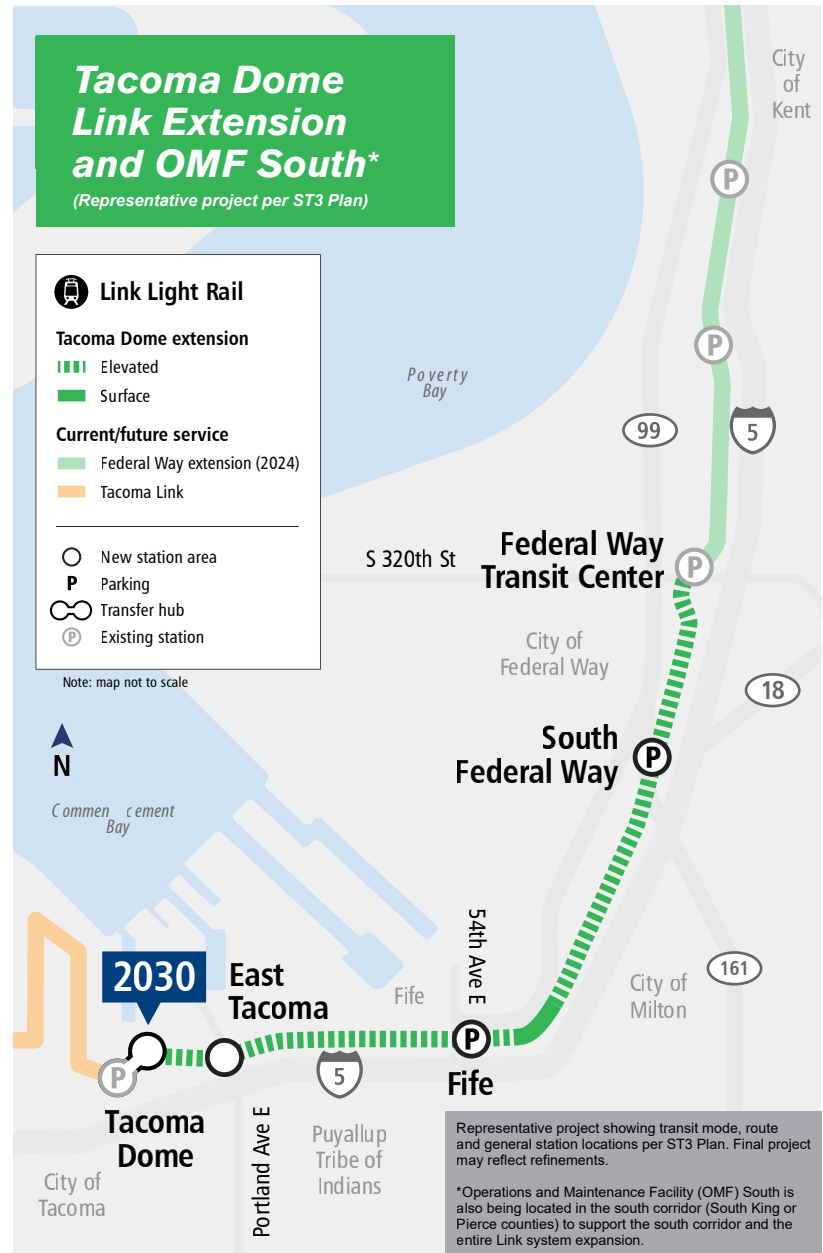 Tacoma Dome
Link Extension
and OMF South*
(Representative project per ST3 Plan)
City
of
Kent
P
Link Light Rail
Tacoma Dome extension
Elevated
Surface
Current/future service
Federal Way extension (2024)
Tacoma Link
New station area
P Parking
Transfer hub
P Existing station
Note: map not to scale
P
Poverty
Bay
99
5
S 320th St
Federal Way
Transit Center
P
City of
Federal Way
18
N
South
Federal Way
P
Commen cement
Bay
54th Ave E
161
2030
East
Tacoma
Fife
City of
Milton
P
P
5
Fife
Tacoma
Dome
Portland Ave E
Puyallup
Tribe of
Indians
City of
Tacoma
Representative project showing transit mode, route
and general station locations per ST3 Plan. Final project
may reflect refinements.
*Operations and Maintenance Facility (OMF) South is
also being located in the south corridor (South King or
Pierce counties) to support the south corridor and the
entire Link system expansion.